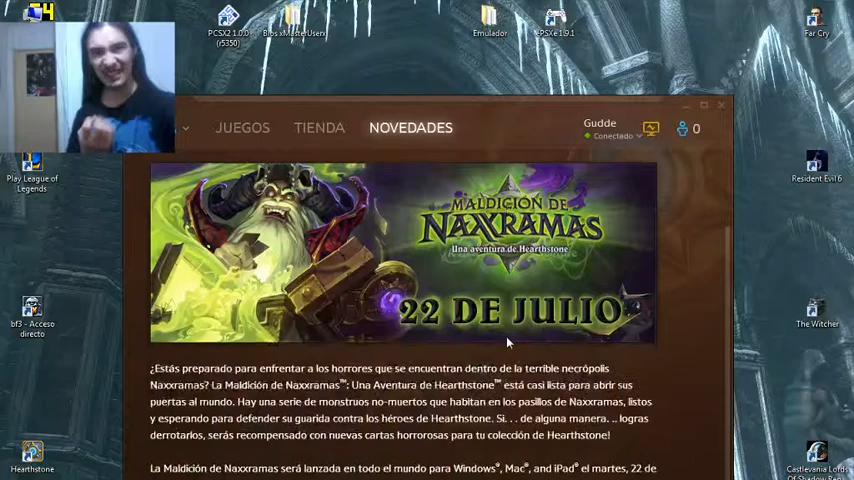 PCSX2 1.0.0
(r5350)
Bios xMasterUserx
Emulador
ePSXe 1.9.1
Far Cry
JUEGOS
TIENDA
NOVEDADES
Gudde
Conectado
0
Play League of
Legends
Resident Evil6
MALDICIÓN DE
NAXXRAMAS
Una aventura de Hearthstone
22 DE JULIO
bf3 - Acceso
directo
The Witcher
¿Estás preparado para enfrentar a los horrores que se encuentran dentro de la terrible necrópolis
Naxxramas? La Maldición de Naxxramas™: Una Aventura de Hearthstone™ está casi lista para abrir sus
puertas al mundo. Hay una serie de monstruos no-muertos que habitan en los pasillos de Naxxramas, listos
y esperando para defender su guarida contra los héroes de Hearthstone. Si. . . de alguna manera. .. logras
derrotarlos, serás recompensado con nuevas cartas horrorosas para tu colección de Hearthstone!
Hearthstone
Castlevania Lords
Of Shadow
La Maldición de Naxxramas será lanzada en todo el mundo para Windows®, Mac®, and iPad® el martes, 22 de